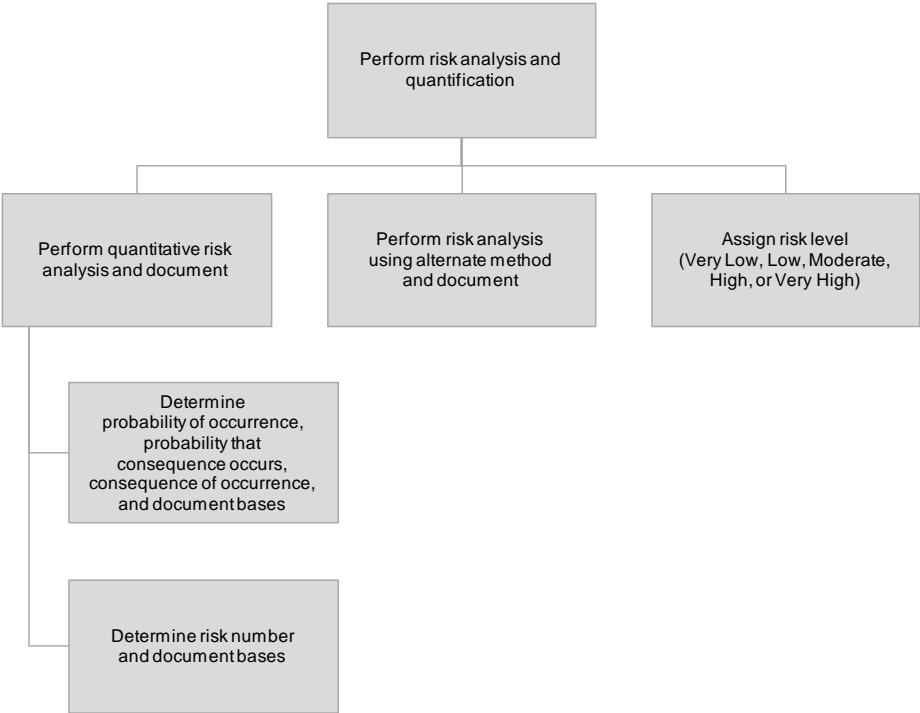 Perform risk analysis and
quantification
Perform quantitative risk
analysis and document
Perform risk analysis
using alternate method
and document
Assign risk level
(Very Low, Low, Moderate,
High, or Very High)
Determine
probability of occurrence,
probability that
consequence occurs,
consequence of occurrence,
and document bases
Determine risk number
and document bases